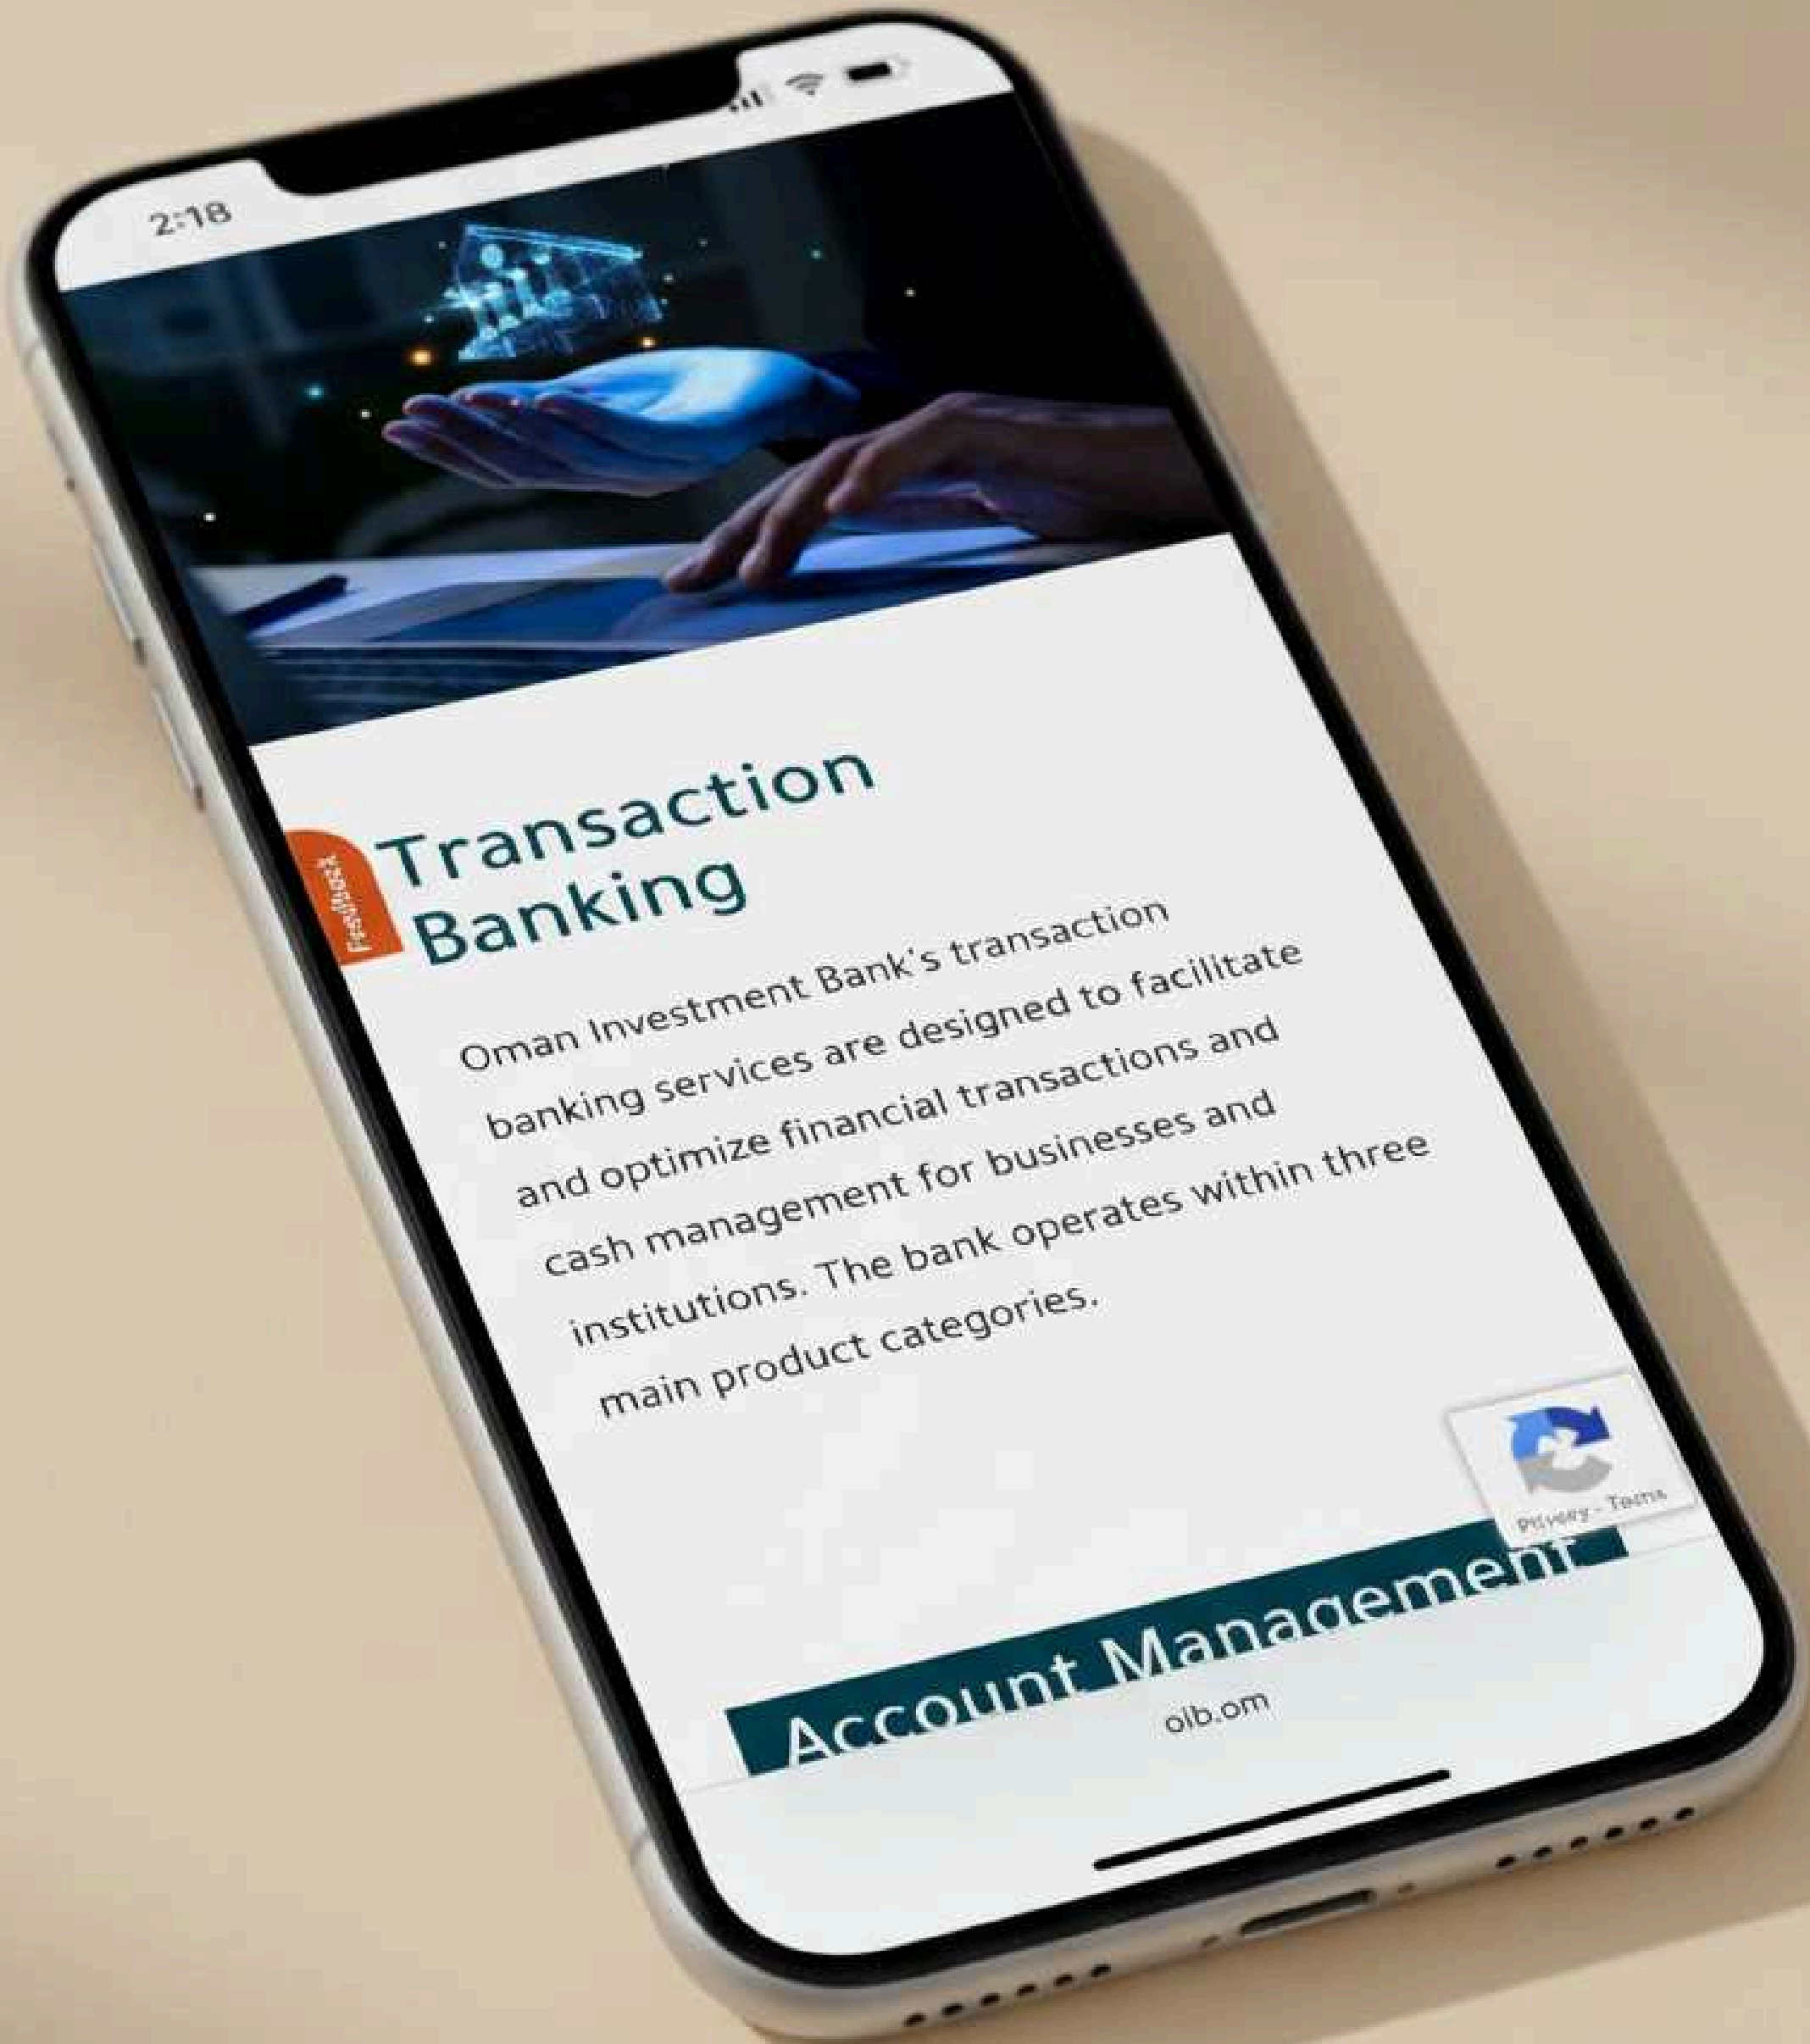 2:18
Transaction
Banking
Feedback
Oman Investment Bank's transaction
banking services are designed to facilitate
and optimize financial transactions and
cash management for businesses and
institutions. The bank operates within three
main product categories.
Privacy - Terms
Account Management
oib.om